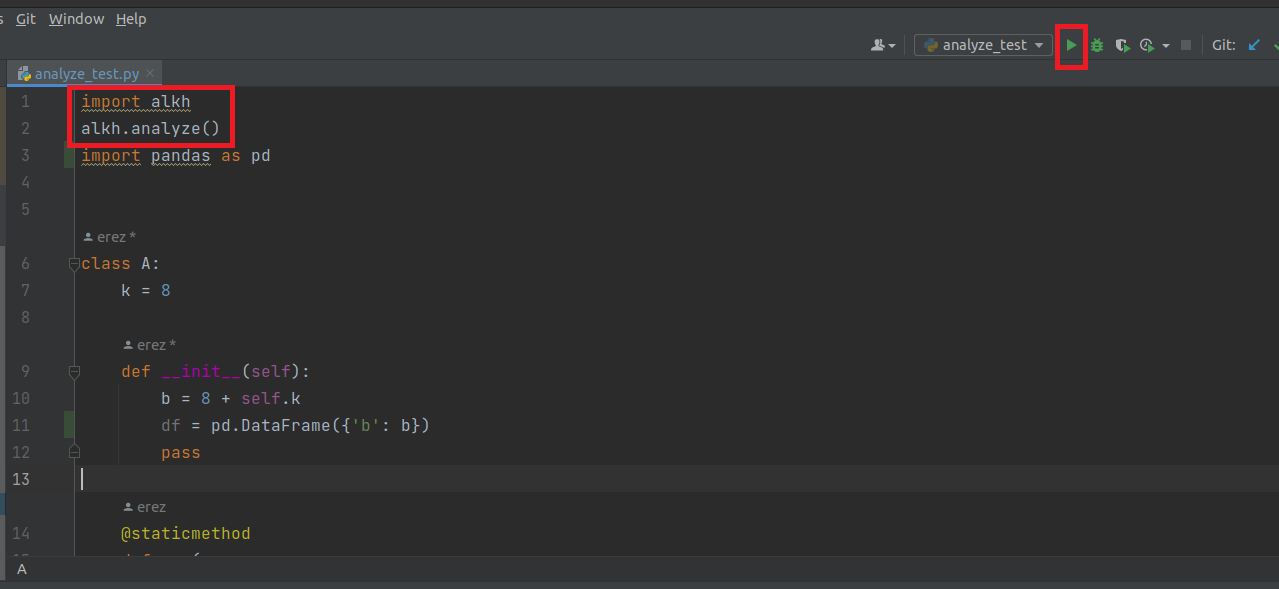 Git Window Help
analyze_test Git:
analyze_test.py
1 import alkh
2 alkh.analyze()
3 import pandas as pd
4
5
erez *
6 class A:
7 k = 8
8
erez *
9 def __init__(self):
10 b = 8 + self.k
11 df = pd.DataFrame({'b': b})
12 pass
13
erez
14 @staticmethod
A